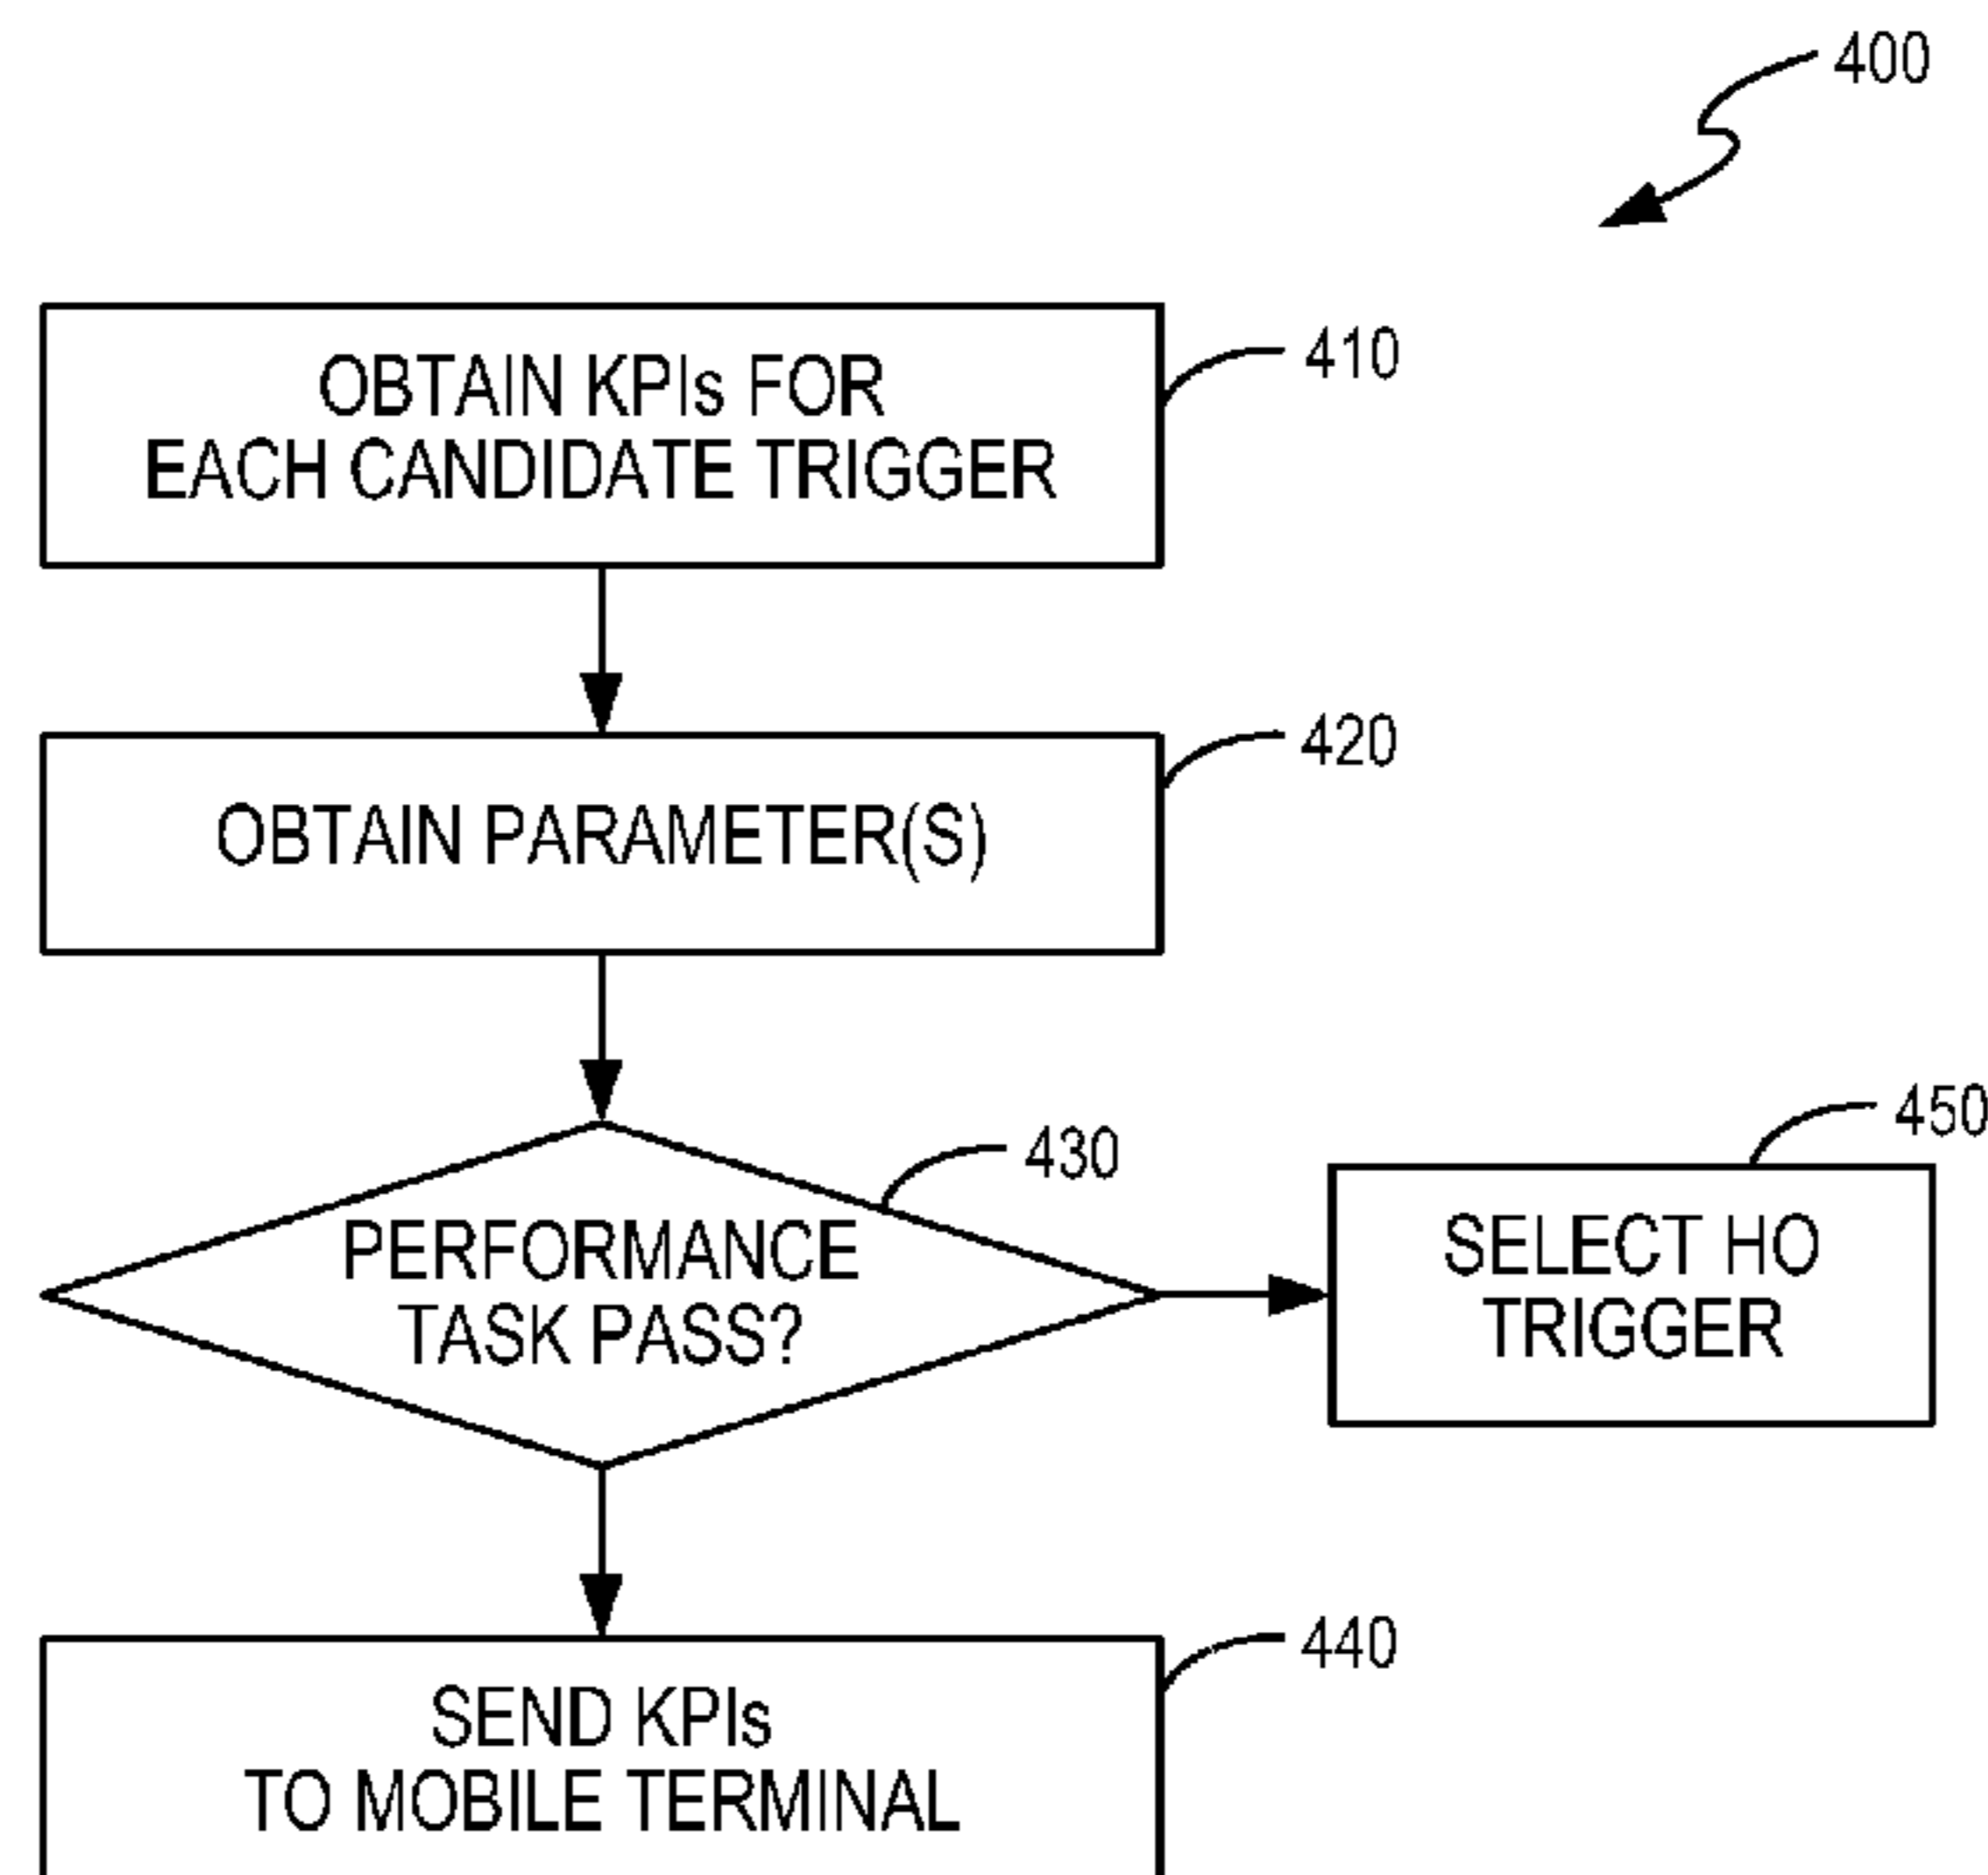 400
OBTAIN KPIs FOR
EACH CANDIDATE TRIGGER
410
OBTAIN PARAMETER(S)
420
PERFORMANCE
TASK PASS?
430
SELECT HO
TRIGGER
450
SEND KPIs
TO MOBILE TERMINAL
440